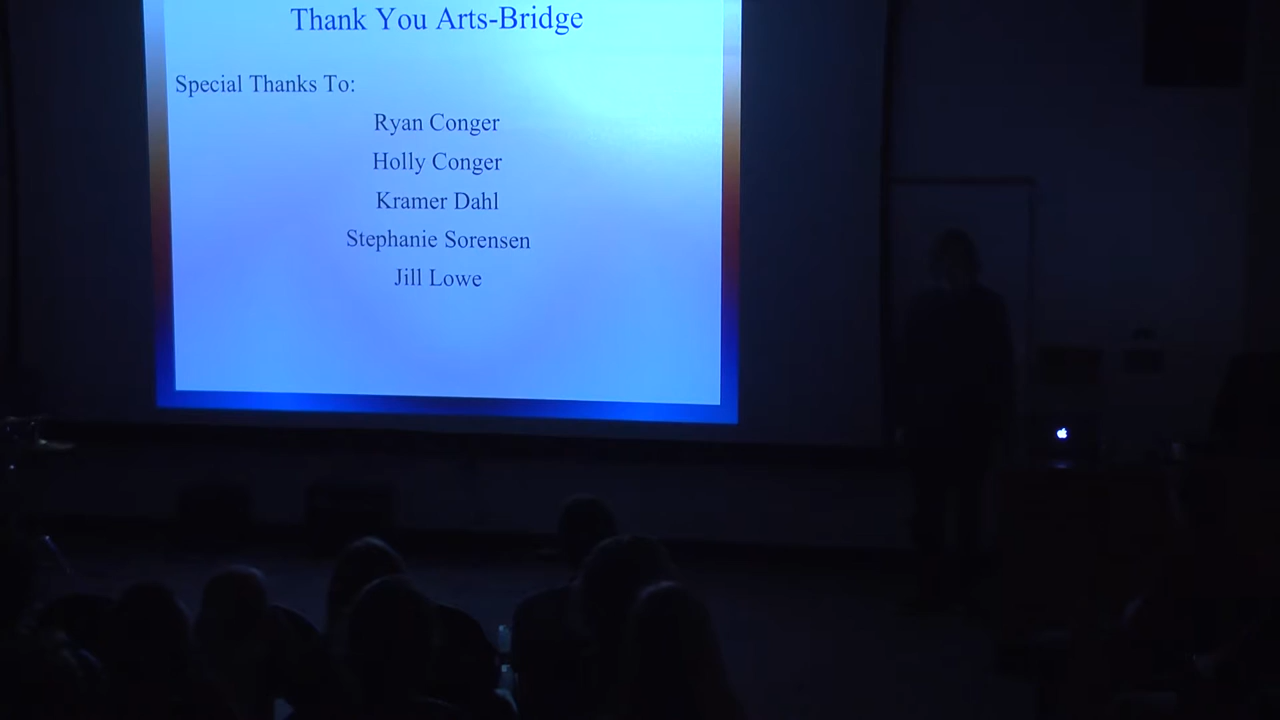 Thank You Arts-Bridge
Special Thanks To:
Ryan Conger
Holly Conger
Kramer Dahl
Stephanie Sorensen
Jill Lowe